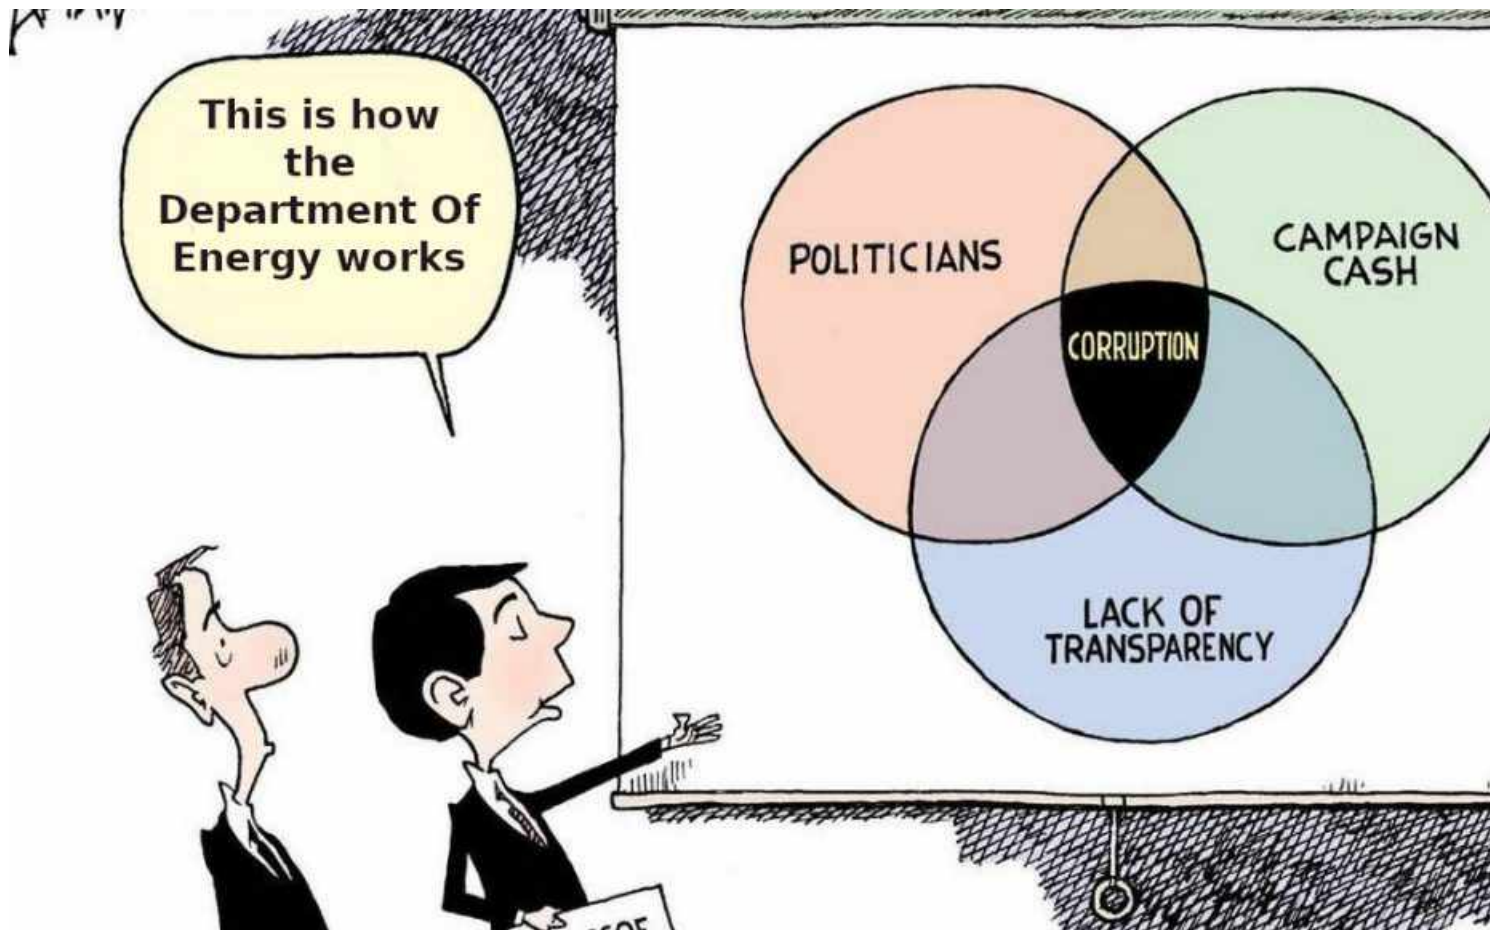 This is how
the
Department Of
Energy works
POLITICIANS
CAMPAIGN
CASH
CORRUPTION
LACK OF
TRANSPARENCY